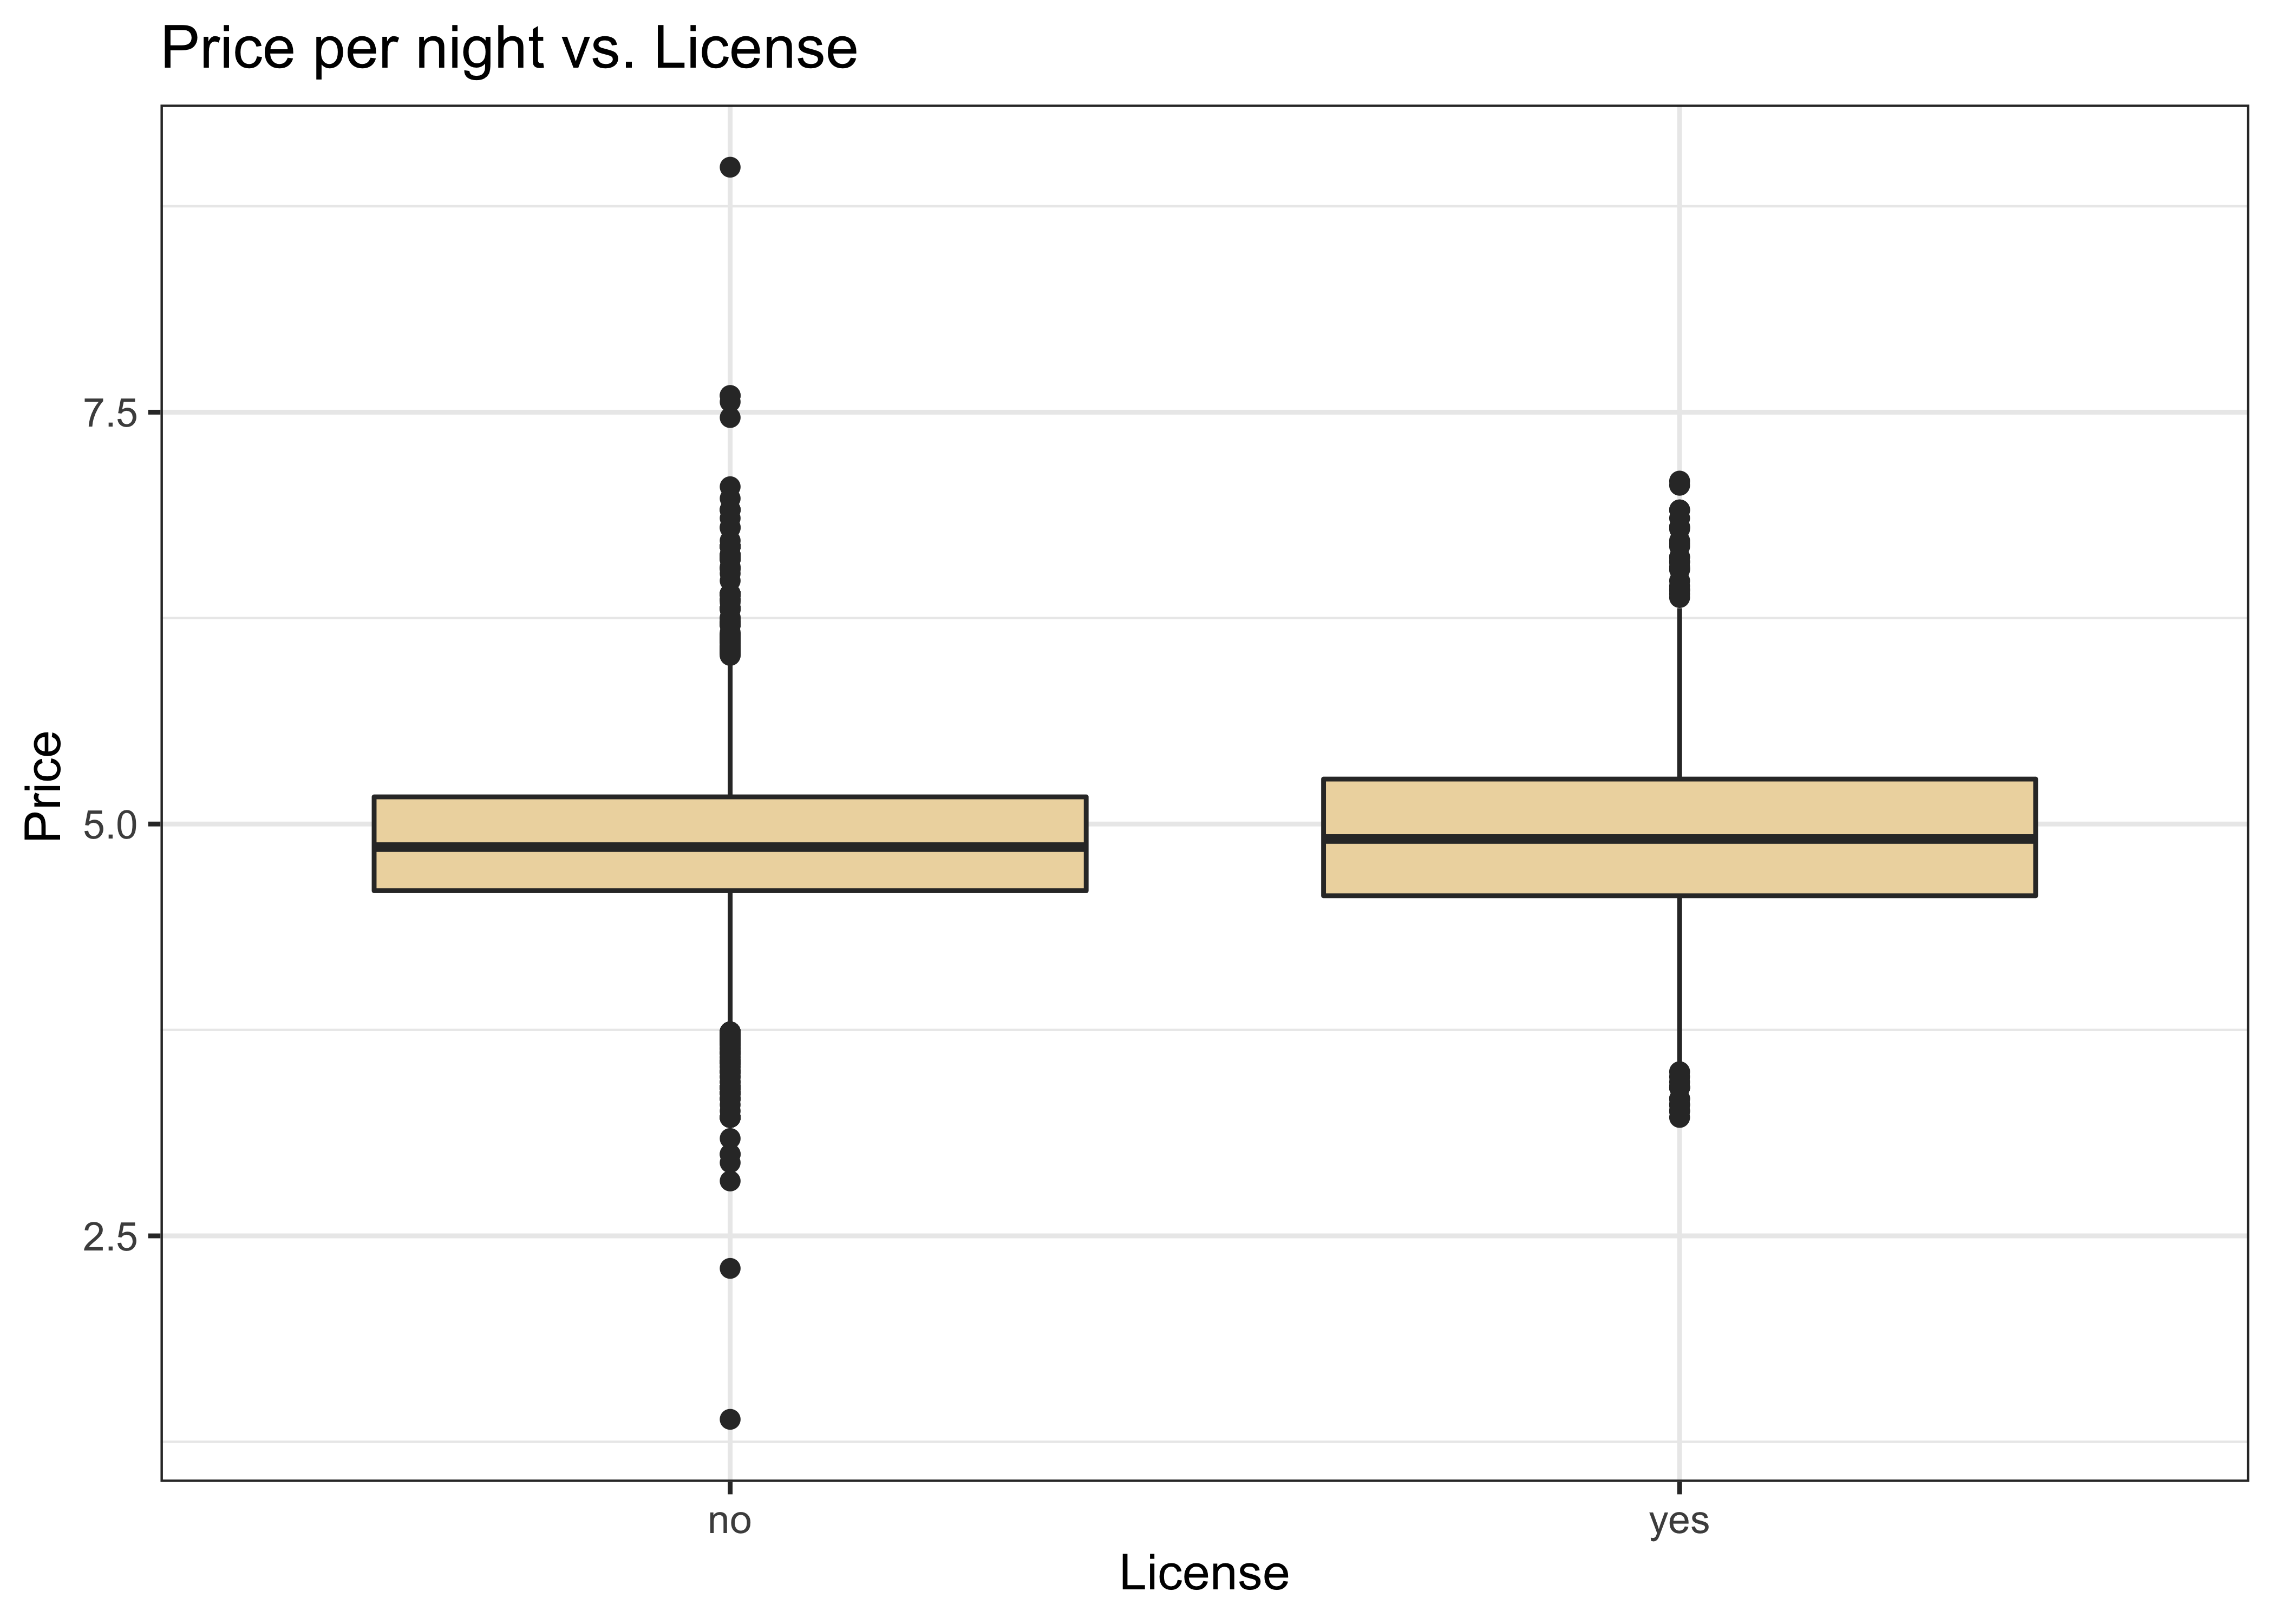 Price per night vs. License
Price
7.5
5.0
2.5
no
yes
License